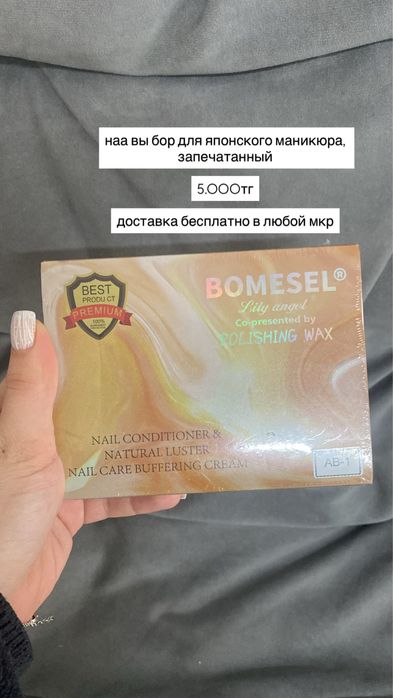 наа вы бор для японского маникюра,
запечатанный
5.000тг
доставка бесплатно в любой мкр
BEST
PRODU CT
PREMIUM
100%
BOMESEL®
Lily angel
Co-presented by
POLISHING WAX
NAIL CONDITIONER &
NATURAL LUSTER
NAIL CARE BUFFERING CREAM
AB-1